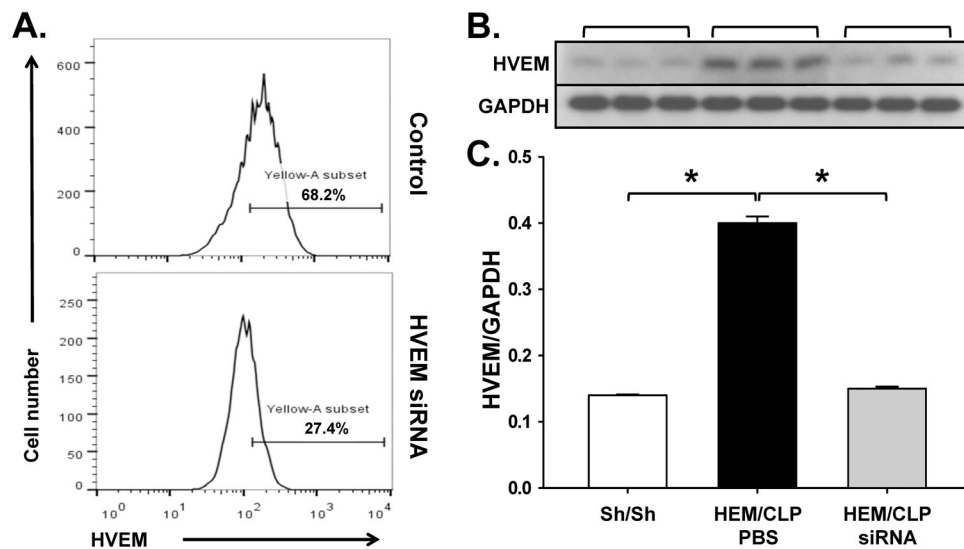 A.
Cell number
600
400
200
0
Yellow-A subset
68.2%
Control
250
200
150
100
50
0
Yellow-A subset
27.4%
HVEM siRNA
10^0
10^1
10^2
10^3
10^4
HVEM
B.
HVEM
GAPDH
C.
HVEM/GAPDH
0.5
0.4
0.3
0.2
0.1
0.0
*
*
Sh/Sh
HEM/CLP
PBS
HEM/CLP
siRNA